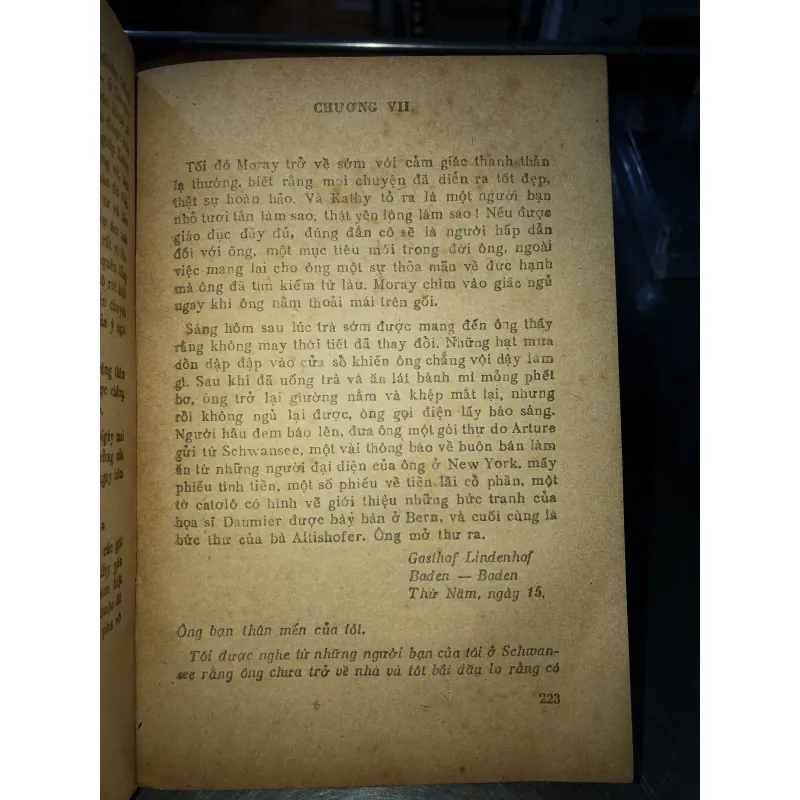 CHƯƠNG VII
Tối đó Moray trở về sớm với cảm giác thanh thản
lạ thường, biết rằng mọi chuyện đã diễn ra tốt đẹp,
thật sự hoàn hảo. Và Kathy tỏ ra là một người bạn
nhỏ tươi tắn làm sao, thật yên lòng làm sao ! Nếu được
giáo dục đầy đủ, đúng đắn cô sẽ là người hấp dẫn
đối với ông, một mục tiêu mới trong đời ông, ngoài
việc mang lại cho ông một sự thỏa mãn về đức hạnh
mà ông đã tìm kiếm từ lâu. Moray chìm vào giấc ngủ
ngay khi ông nằm thoải mái trên gối.
Sáng hôm sau lúc trà sớm được mang đến ông thấy
rằng không may thời tiết đã thay đổi. Những hạt mưa
dồn dập đập vào cửa sổ khiến ông chẳng vội dậy làm
gì. Sau khi đã uống trà và ăn lát bánh mì mỏng phết
bơ, ông trở lại giường nằm và khép mắt lại, nhưng
rồi không ngủ lại được, ông gọi điện lấy báo sáng.
Người hầu đem báo lên, đưa ông một gói thư do Arturo
gửi từ Schwansee, một vài thông báo về buôn bán làm
ăn từ những người đại diện của ông ở New York, mấy
phiếu tính tiền, một số phiếu về tiền lãi cổ phần, một
tờ catolô có hình vẽ giới thiệu những bức tranh của
họa sĩ Daumier được bày bán ở Bern, và cuối cùng là
bức thư của bà Altishofer. Ông mở thư ra.
Gasthof Lindenhof
Baden — Baden
Thứ Năm, ngày 15,
Ông bạn thân mến của tôi,
Tôi được nghe từ những người bạn của tôi ở Schwan-
see rằng ông chưa trở về nhà và tôi bắt đầu lo rằng có
223